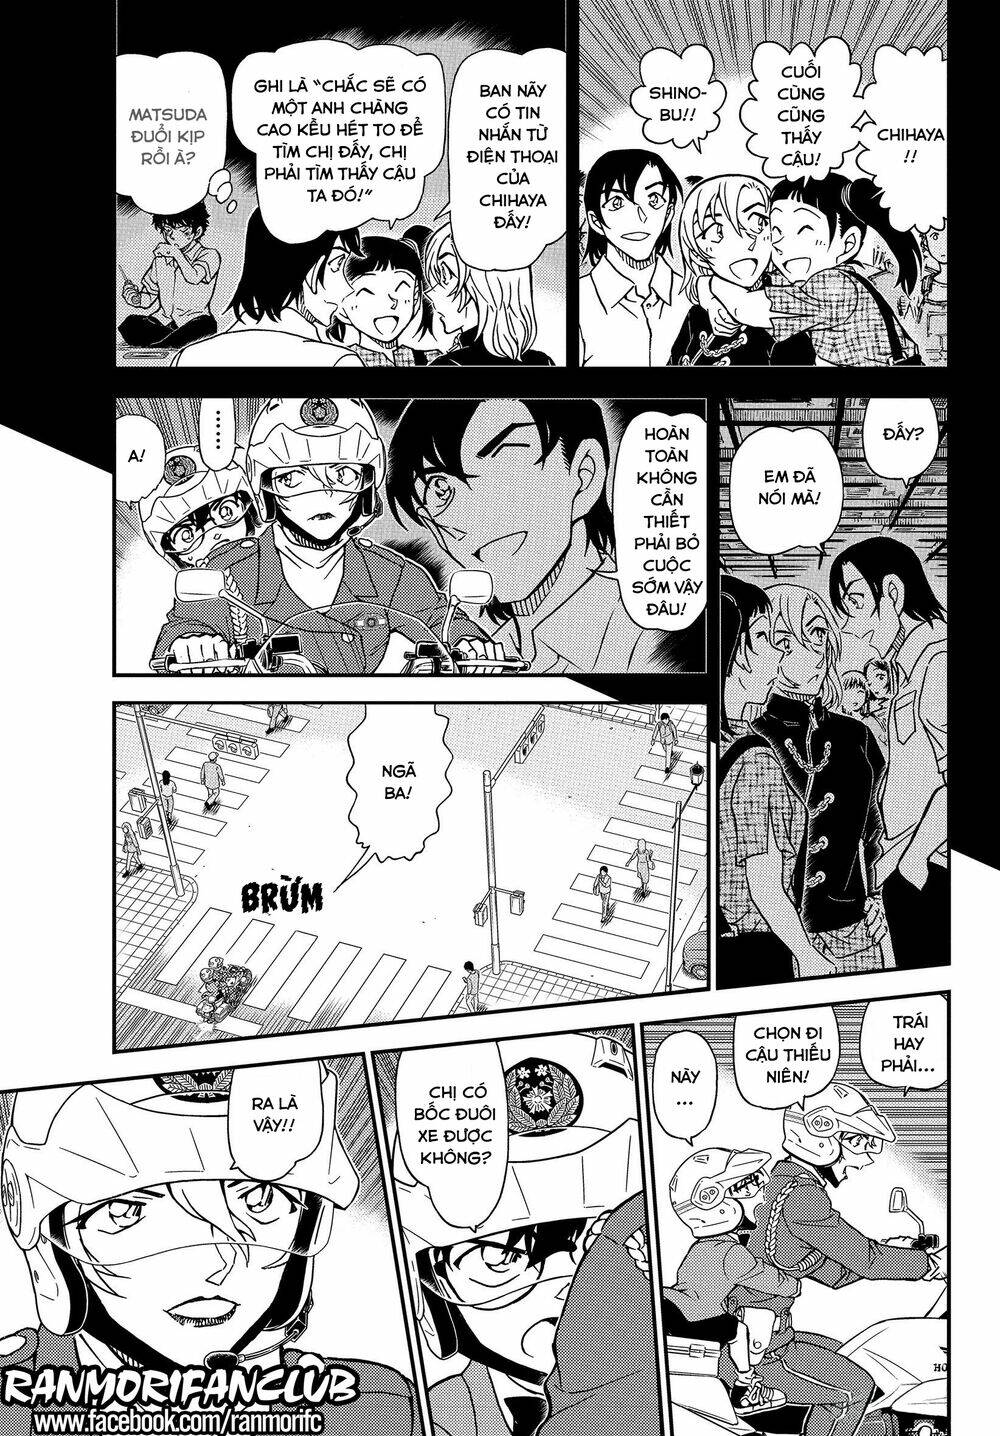 CHIHAYA
!!
CUỐI
CÙNG
CŨNG
THẤY
CẬU!
SHINO-
BU!!
BAN NÃY
CÓ TIN
NHẮN TỪ
ĐIỆN THOẠI
CỦA
CHIHAYA
ĐẤY!
GHI LÀ “CHẮC SẼ CÓ
MỘT ANH CHÀNG
CAO KỀU HÉT TO ĐỂ
TÌM CHỊ ĐẤY, CHỊ
PHẢI TÌM THẤY CẬU
TA ĐÓ!“
MATSUDA
ĐUỔI KỊP
RỒI À?
ĐẤY?
EM ĐÃ
NÓI MÀ!
HOÀN
TOÀN
KHÔNG
CẦN
THIẾT
PHẢI BỎ
CUỘC
SỚM VẬY
ĐÂU!
......
A!
NGÃ
BA!
BRỪM
TRÁI
HAY
PHẢI...
CHỌN ĐI
CẬU THIẾU
NIÊN!
NÀY
...
HO
CHỊ CÓ
BỐC ĐUÔI
XE ĐƯỢC
KHÔNG?
RA LÀ
VẬY!!
RANMORIFANCLUB
www.facebook.com/ranmorifc